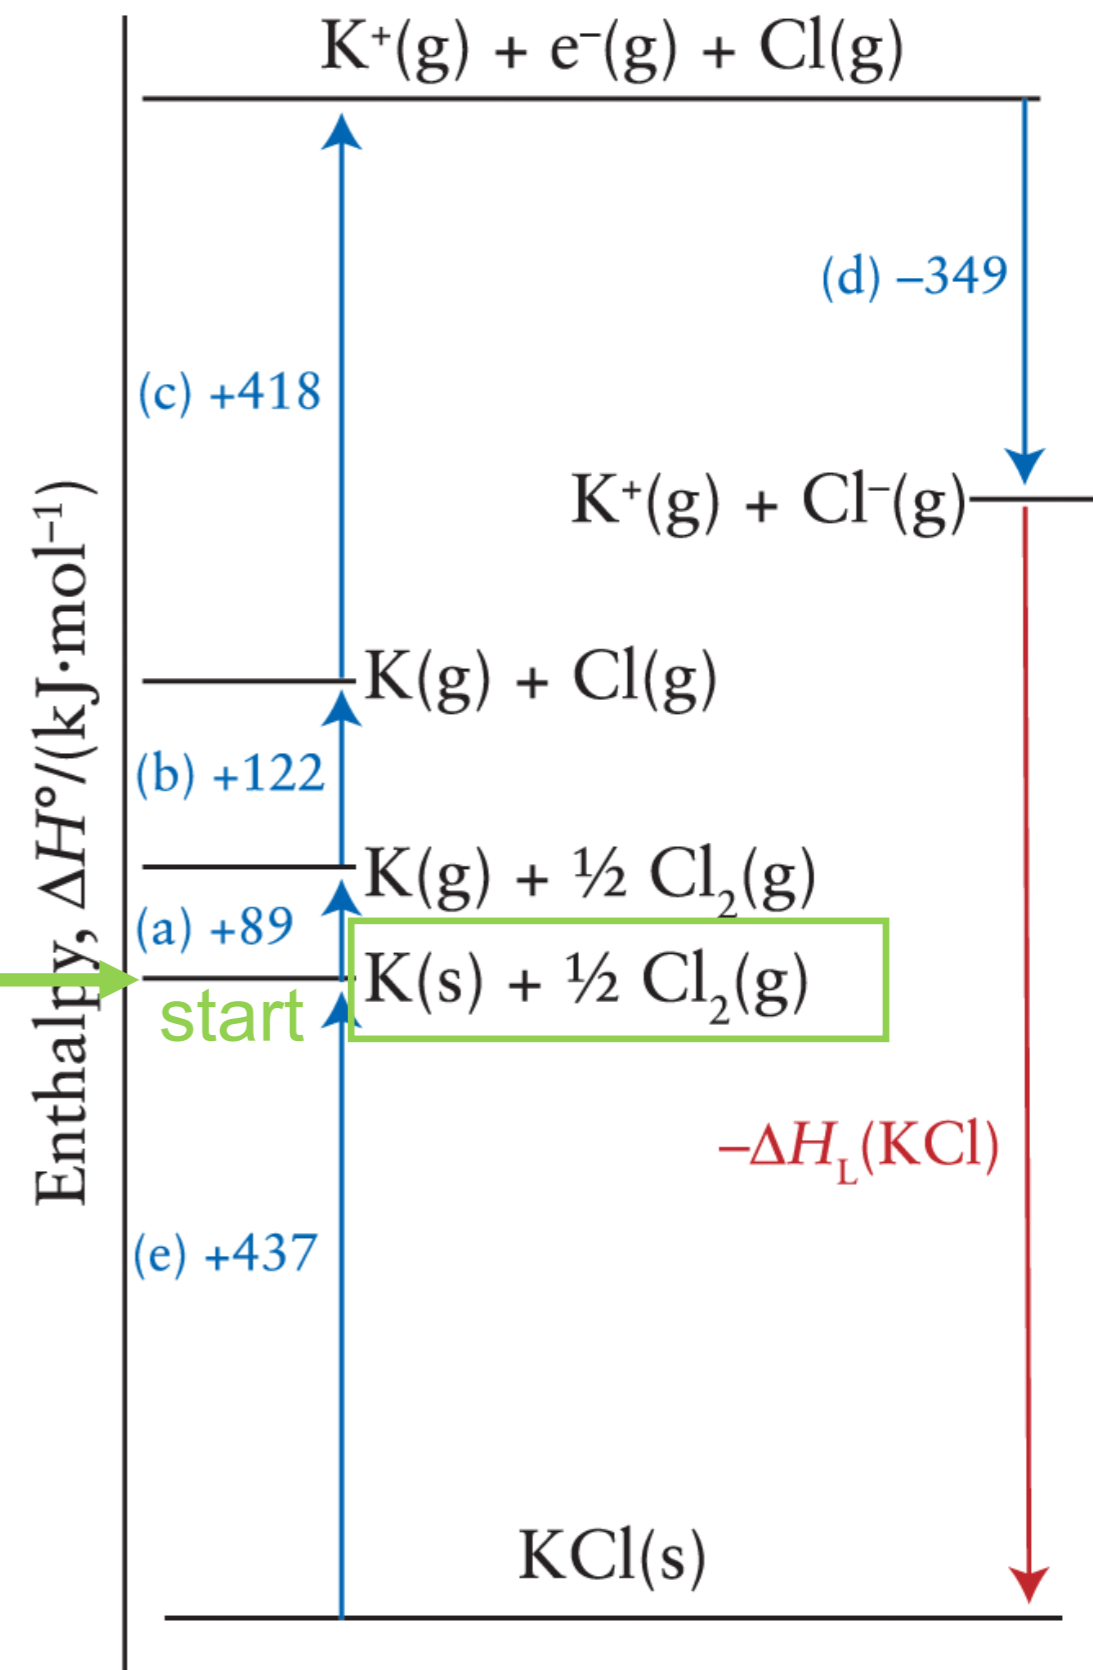 K⁺(g) + e⁻(g) + Cl(g)
(d) –349
(c) +418
K⁺(g) + Cl⁻(g)
Enthalpy, ΔH°/(kJ·mol⁻¹)
K(g) + Cl(g)
(b) +122
K(g) + ½ Cl₂(g)
(a) +89
K(s) + ½ Cl₂(g)
start
–ΔH_L(KCl)
(e) +437
KCl(s)